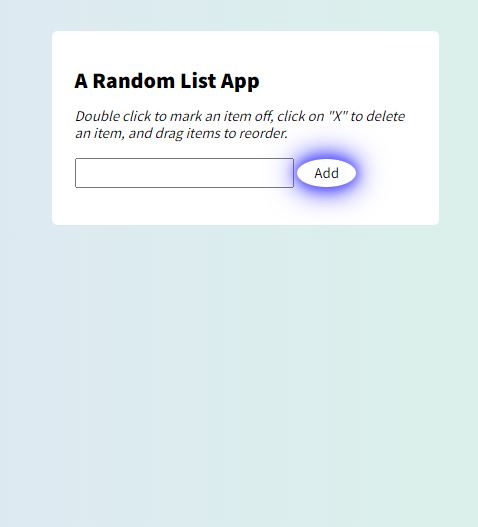 A Random List App
Double click to mark an item off, click on "X" to delete
an item, and drag items to reorder.
Add